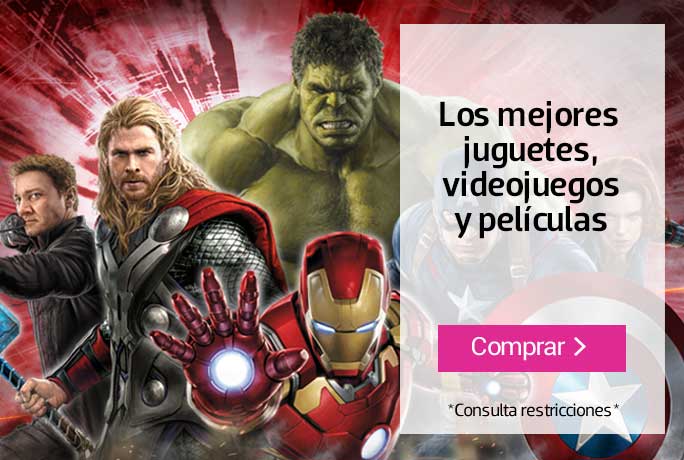 Los mejores
juguetes,
videojuegos
y películas
Comprar >
*Consulta restricciones*